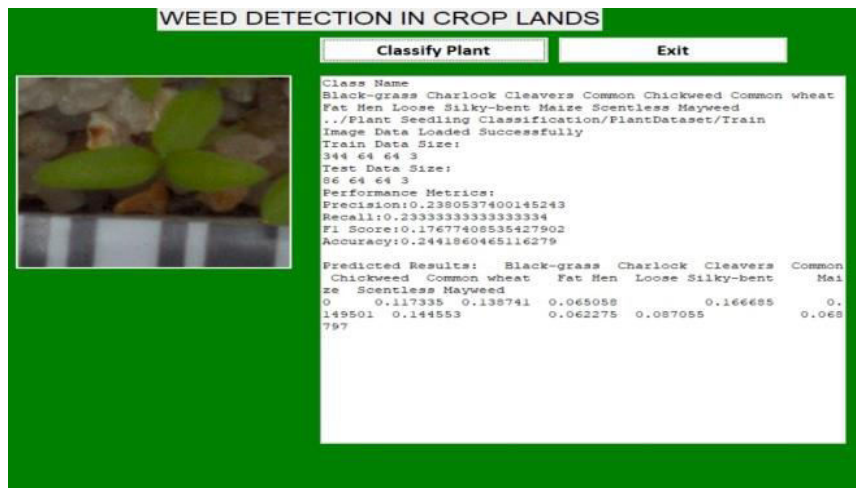 WEED DETECTION IN CROP LANDS
Classify Plant
Exit
Class Name
Black-grass Charlock Cleavers Common Chickweed Common wheat
Fat Hen Loose Silky-bent Maize Scentless Mayweed
../Plant Seedling Classification/PlantDataset/Train
Image Data Loaded Successfully
Train Data Size:
344 64 64 3
Test Data Size:
86 64 64 3
Performance Metrics:
Precision:0.2380537400145243
Recall:0.23333333333333334
F1 Score:0.17677408535427902
Accuracy:0.2441860465116279
Predicted Results: Black-grass Charlock Cleavers Common
Chickweed Common wheat Fat Hen Loose Silky-bent Mai
ze Scentless Mayweed
0 0.117335 0.138741 0.065058 0.166685 0.
149501 0.144553 0.062275 0.087055 0.068
797